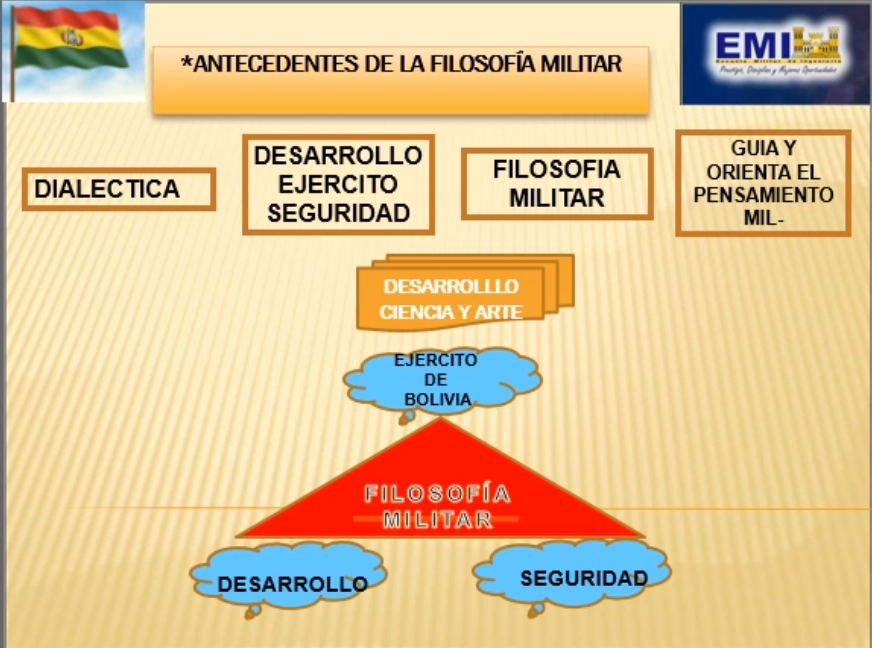 *ANTECEDENTES DE LA FILOSOFÍA MILITAR
EMI
Escuela Militar de Ingeniería
Prestigio, Disciplina y Mejores Oportunidades
DIALECTICA
DESARROLLO
EJERCITO
SEGURIDAD
FILOSOFIA
MILITAR
GUIA Y
ORIENTA EL
PENSAMIENTO
MIL-
DESARROLLLO
CIENCIA Y ARTE
EJERCITO
DE
BOLIVIA
FILOSOFÍA
MILITAR
DESARROLLO
SEGURIDAD